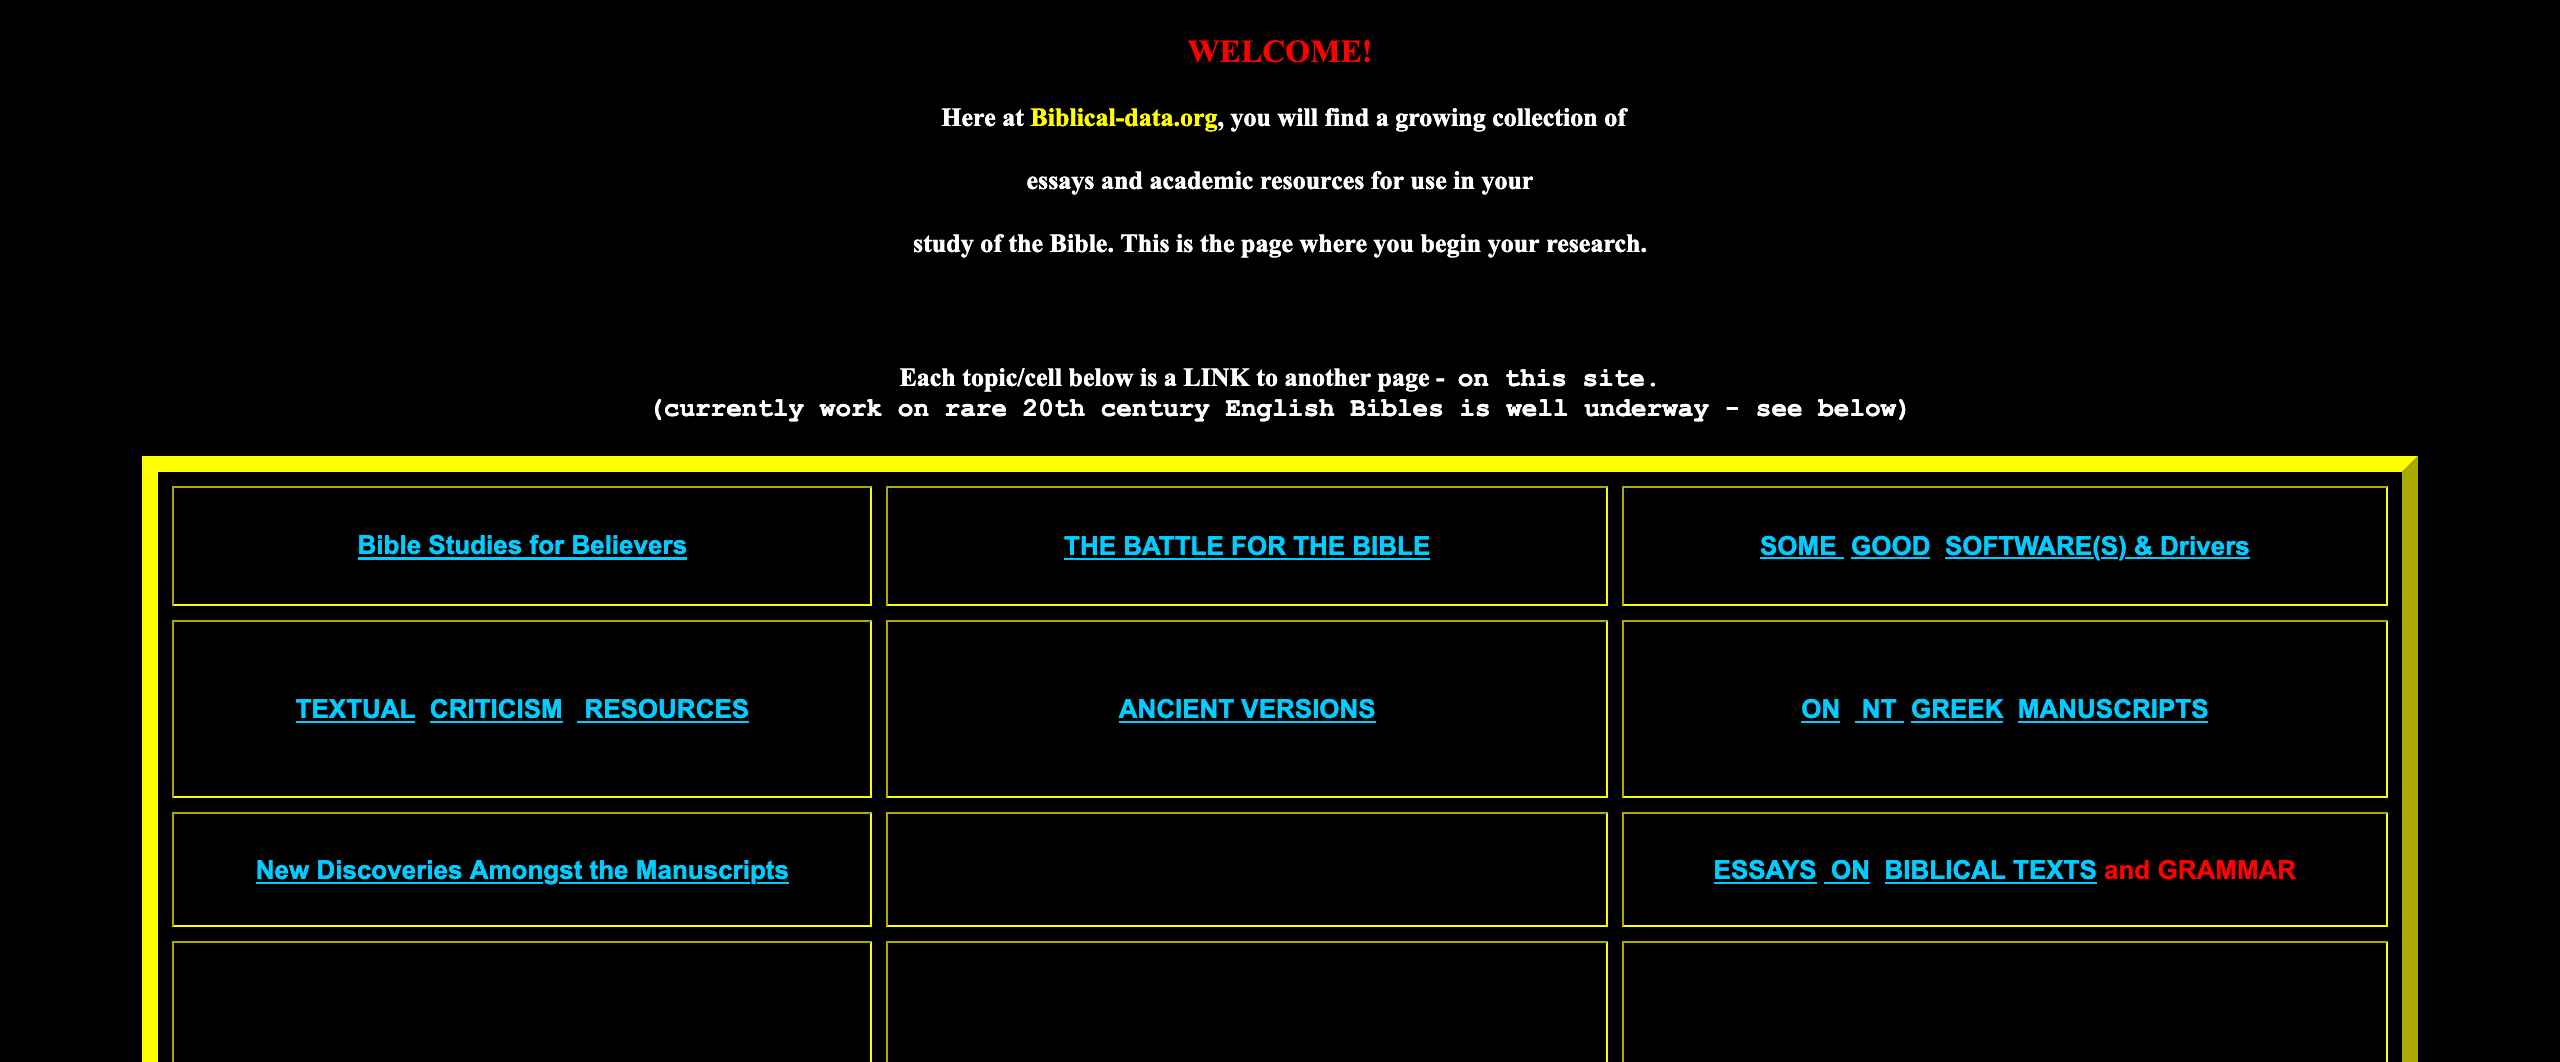 WELCOME!
Here at Biblical-data.org, you will find a growing collection of
essays and academic resources for use in your
study of the Bible. This is the page where you begin your research.
Each topic/cell below is a LINK to another page - on this site.
(currently work on rare 20th century English Bibles is well underway - see below)
Bible Studies for Believers
THE BATTLE FOR THE BIBLE
SOME GOOD SOFTWARE(S) & Drivers
TEXTUAL CRITICISM RESOURCES
ANCIENT VERSIONS
ON NT GREEK MANUSCRIPTS
New Discoveries Amongst the Manuscripts
ESSAYS ON BIBLICAL TEXTS and GRAMMAR